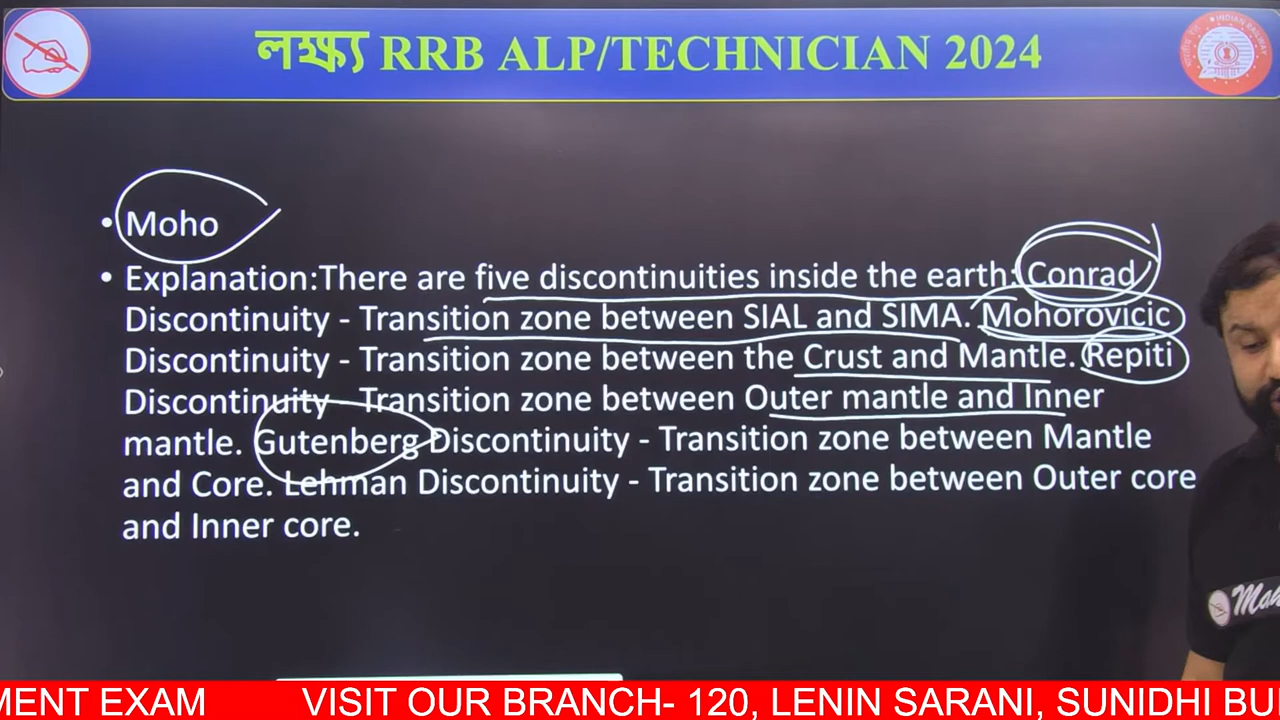 লক্ষ্য RRB ALP/TECHNICIAN 2024
• Moho
• Explanation:There are five discontinuities inside the earth: Conrad
Discontinuity - Transition zone between SIAL and SIMA. Mohorovicic
Discontinuity - Transition zone between the Crust and Mantle. Repiti
Discontinuity - Transition zone between Outer mantle and Inner
mantle. Gutenberg Discontinuity - Transition zone between Mantle
and Core. Lehman Discontinuity - Transition zone between Outer core
and Inner core.
MENT EXAM VISIT OUR BRANCH- 120, LENIN SARANI, SUNIDHI BU